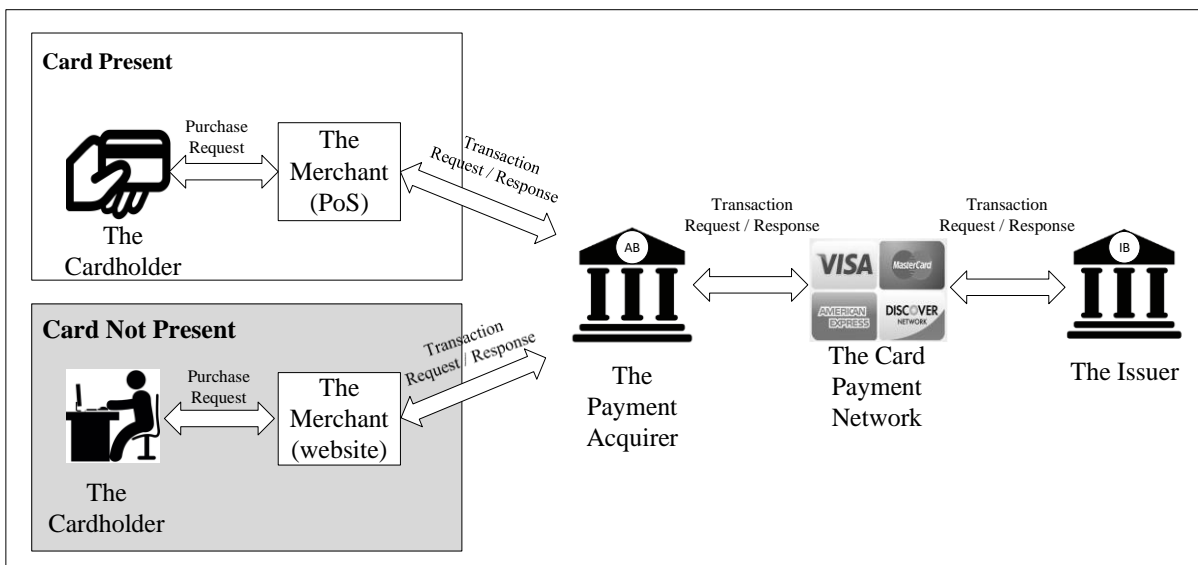 Card Present
Purchase
Request
The
Merchant
(PoS)
The
Cardholder
Transaction
Request / Response
Card Not Present
Purchase
Request
The
Merchant
(website)
The
Cardholder
Transaction
Request / Response
AB
The
Payment
Acquirer
Transaction
Request / Response
VISA
MasterCard
AMERICAN
EXPRESS
DISCOVER
NETWORK
The Card
Payment
Network
Transaction
Request / Response
IB
The Issuer